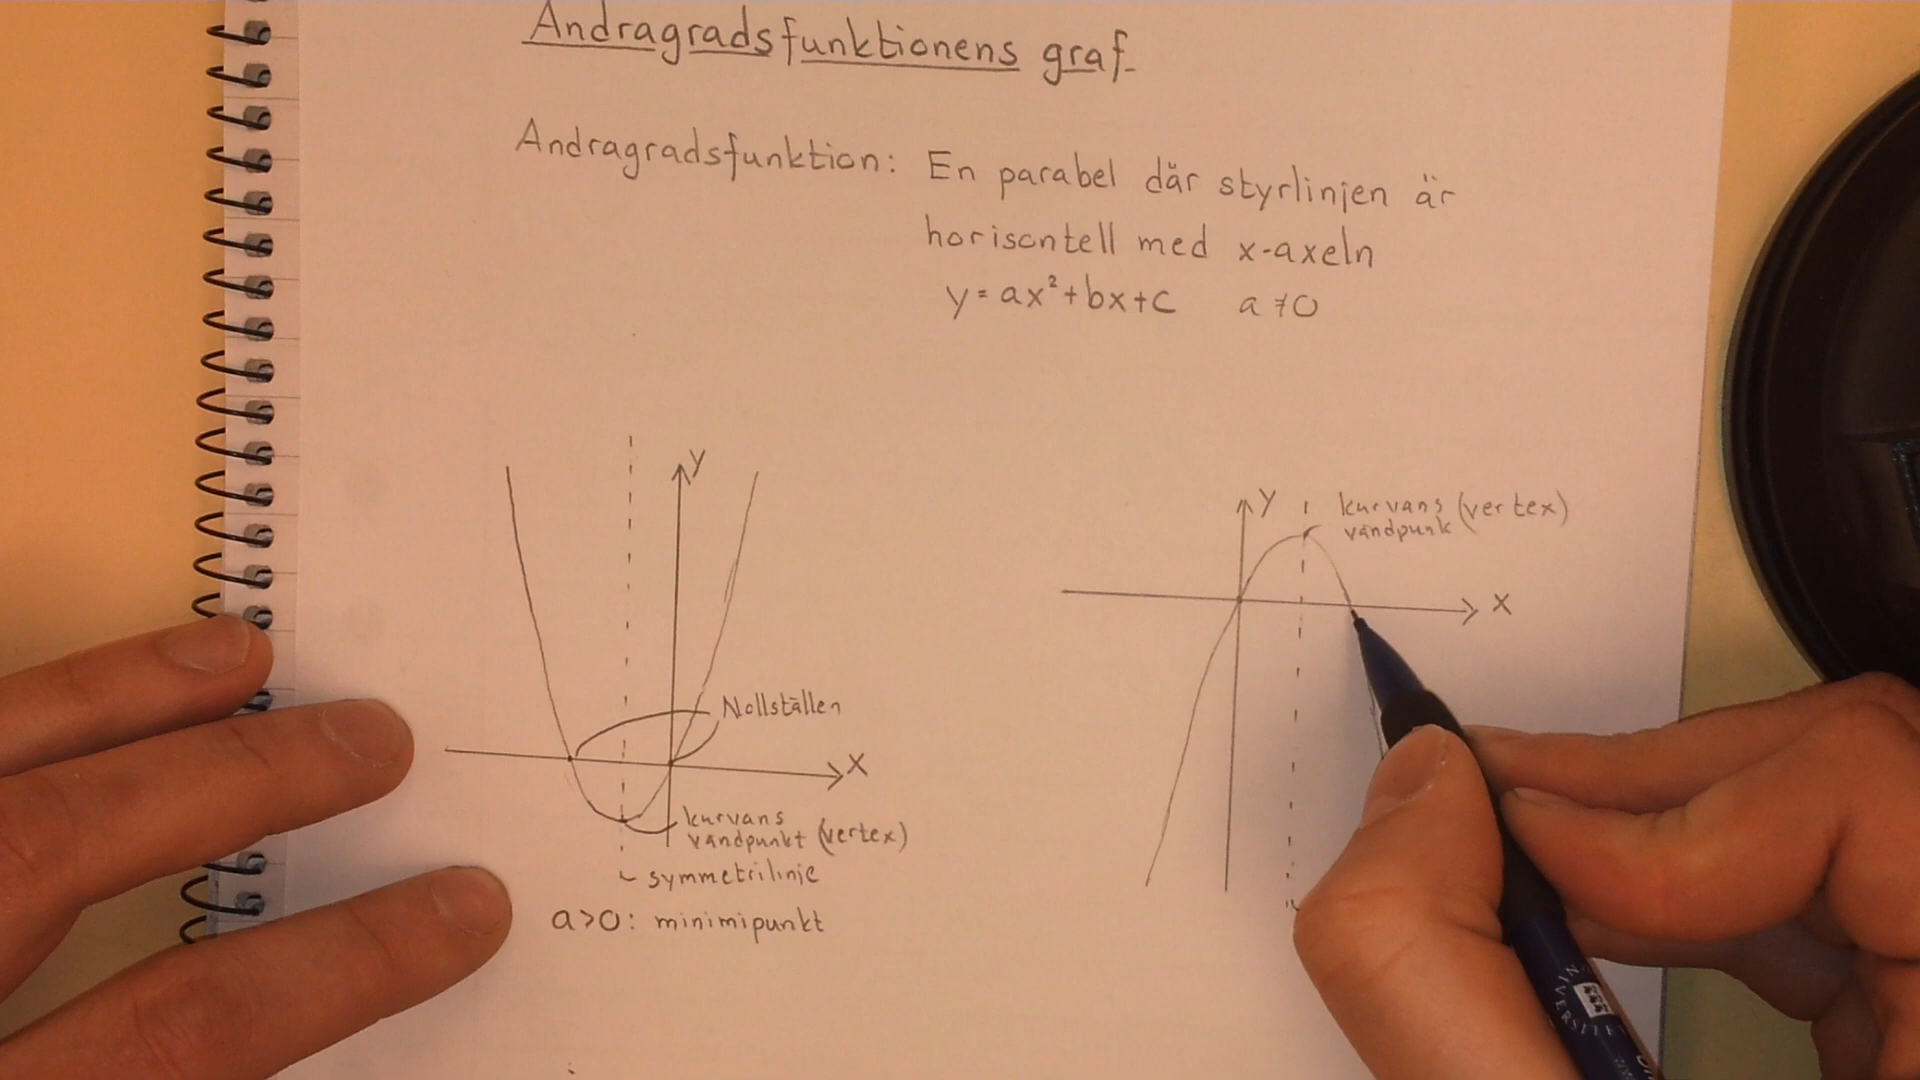 Andragradsfunktionens graf
Andragradsfunktion: En parabel där styrlinjen är
horisontell med x-axeln
y=ax²+bx+c a≠0
y
Nollställen
x
kurvans
vändpunkt (vertex)
symmetrilinje
a>0: minimipunkt
y
kurvans (vertex)
vändpunk
x